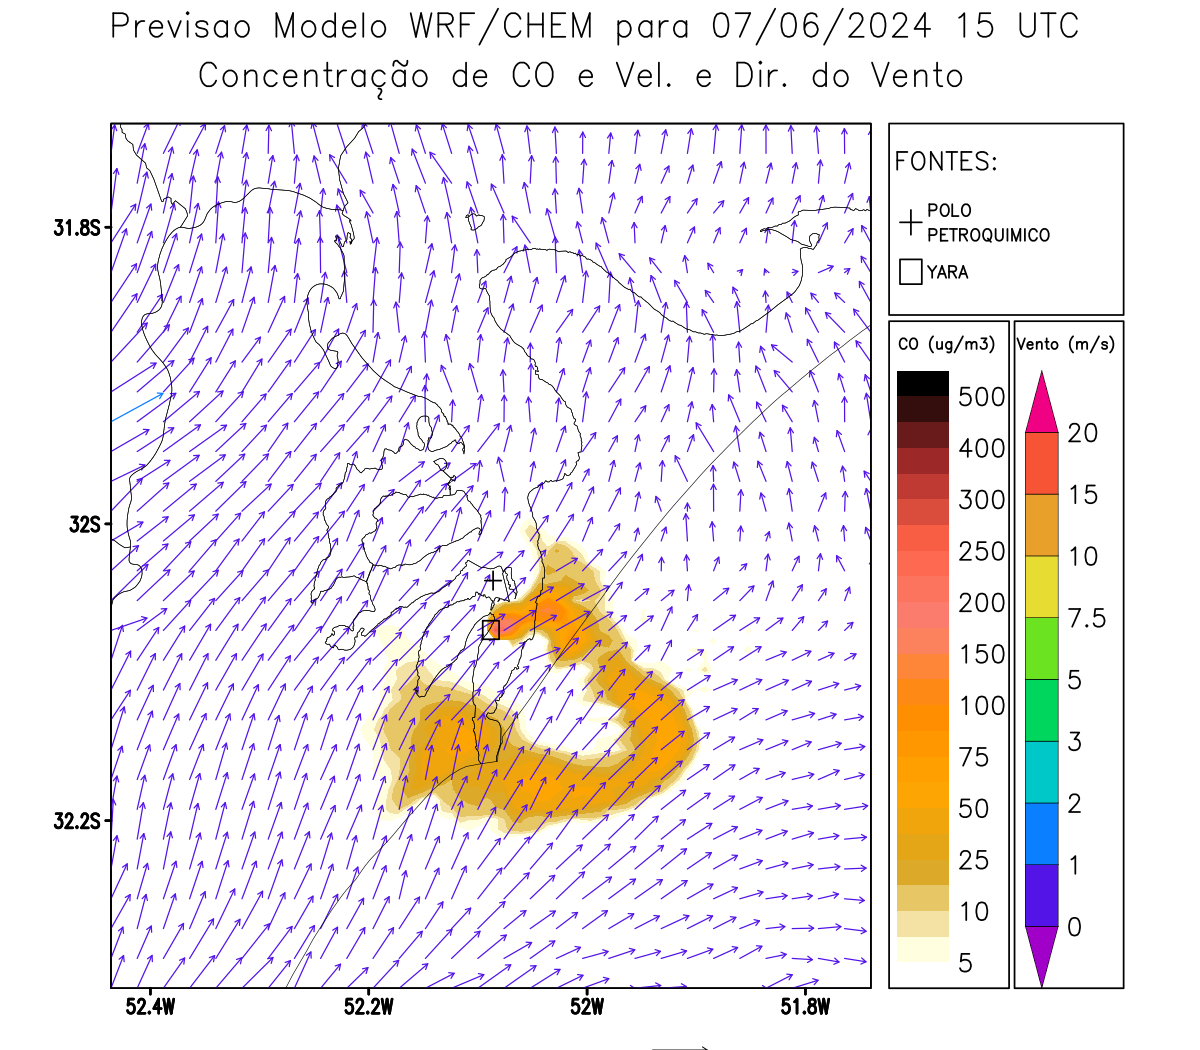 Previsao Modelo WRF/CHEM para 07/06/2024 15 UTC
Concentração de CO e Vel. e Dir. do Vento
FONTES:
POLO
PETROQUIMICO
YARA
CO (ug/m3)
500
400
300
250
200
150
100
75
50
25
10
5
Vento (m/s)
20
15
10
7.5
5
3
2
1
0
31.8S
32S
32.2S
52.4W
52.2W
52W
51.8W